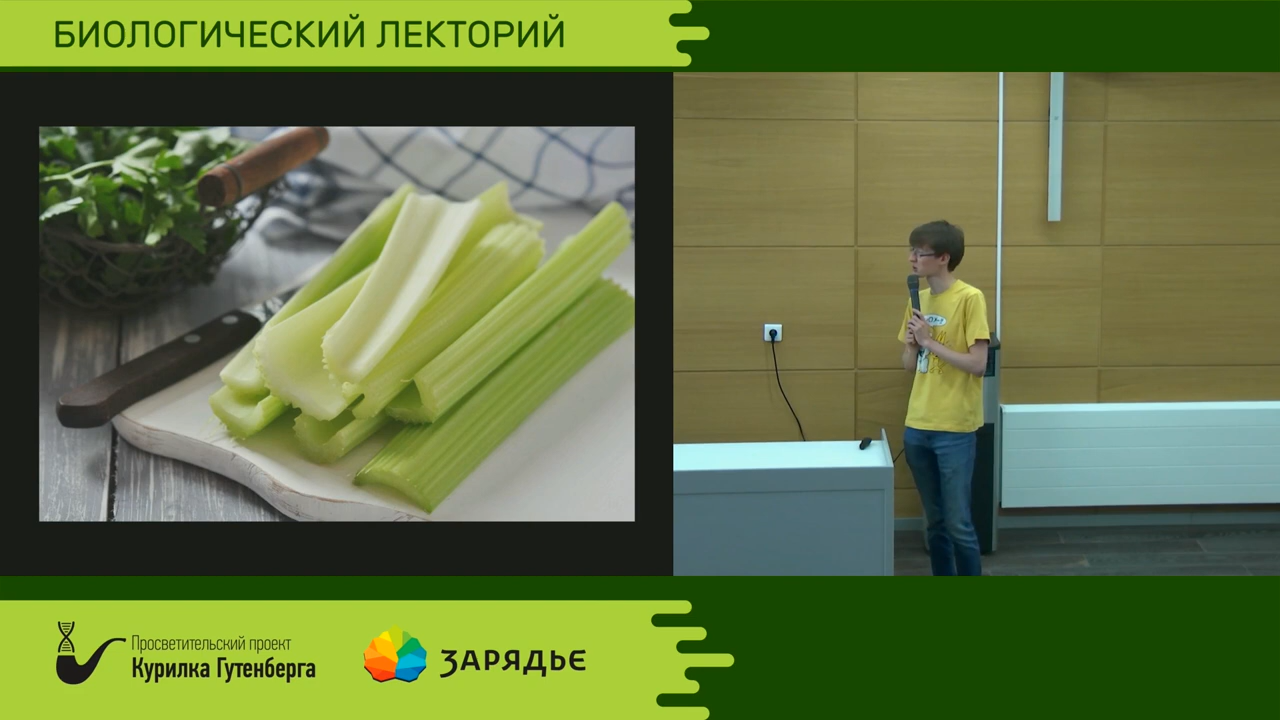 БИОЛОГИЧЕСКИЙ ЛЕКТОРИЙ
Просветительский проект
Курилка Гутенберга
ЗАРЯДЬЕ